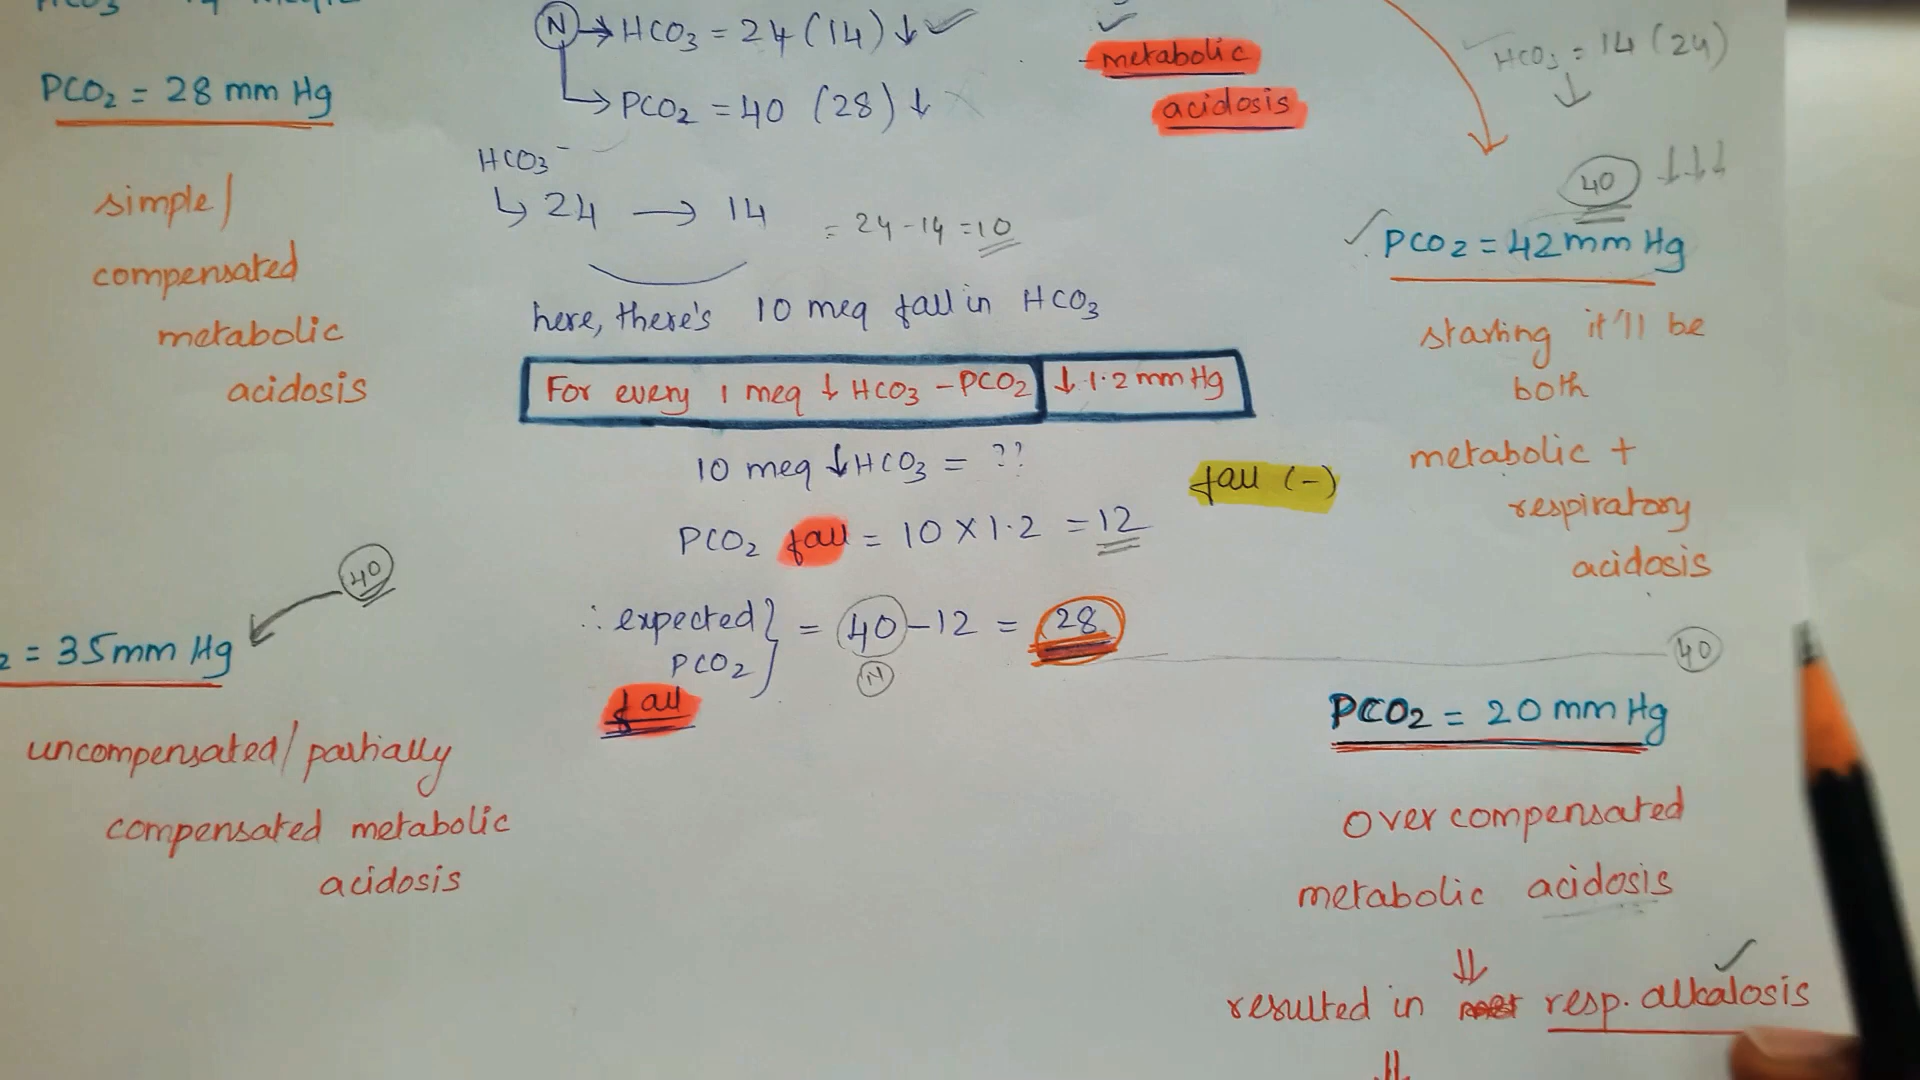 PCO2 = 28 mm Hg
simple/
compensated
metabolic
acidosis
2 = 35mm Hg
40
uncompensated/partially
compensated metabolic
acidosis
N → HCO3 = 24 (14) ↓ ✓
→ PCO2 = 40 (28) ↓
HCO3-
↳ 24 → 14 = 24-14 = 10
here, there's 10 meq fall in HCO3
For every 1 meq ↓ HCO3 - PCO2 ↓ 1.2 mm Hg
10 meq ↓ HCO3 = ??
fall (-)
PCO2 fall = 10 X 1.2 = 12
∴ expected } = 40 - 12 = 28
PCO2
N
fall
✓
- metabolic
acidosis
HCO3 = 14 (24)
↓
40 ↓↓↓
✓ PCO2 = 42 mm Hg
starting it'll be
both
metabolic +
respiratory
acidosis
40
PCO2 = 20 mm Hg
over compensated
metabolic acidosis
⇓
resulted in resp. alkalosis ✓
⇓